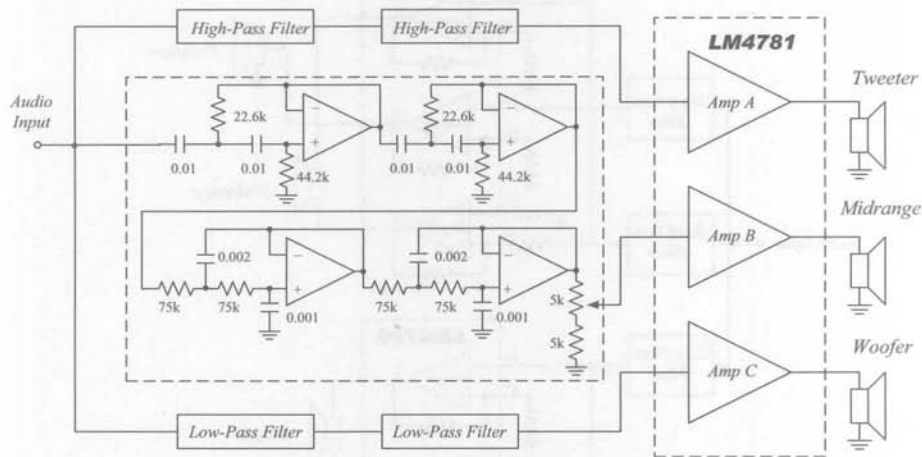 High-Pass Filter
High-Pass Filter
LM4781
Audio
Input
22.6k
0.01
0.01
44.2k
22.6k
0.01
0.01
44.2k
Amp A
Tweeter
0.002
75k
75k
0.001
0.002
75k
75k
0.001
5k
5k
Amp B
Midrange
Low-Pass Filter
Low-Pass Filter
Amp C
Woofer